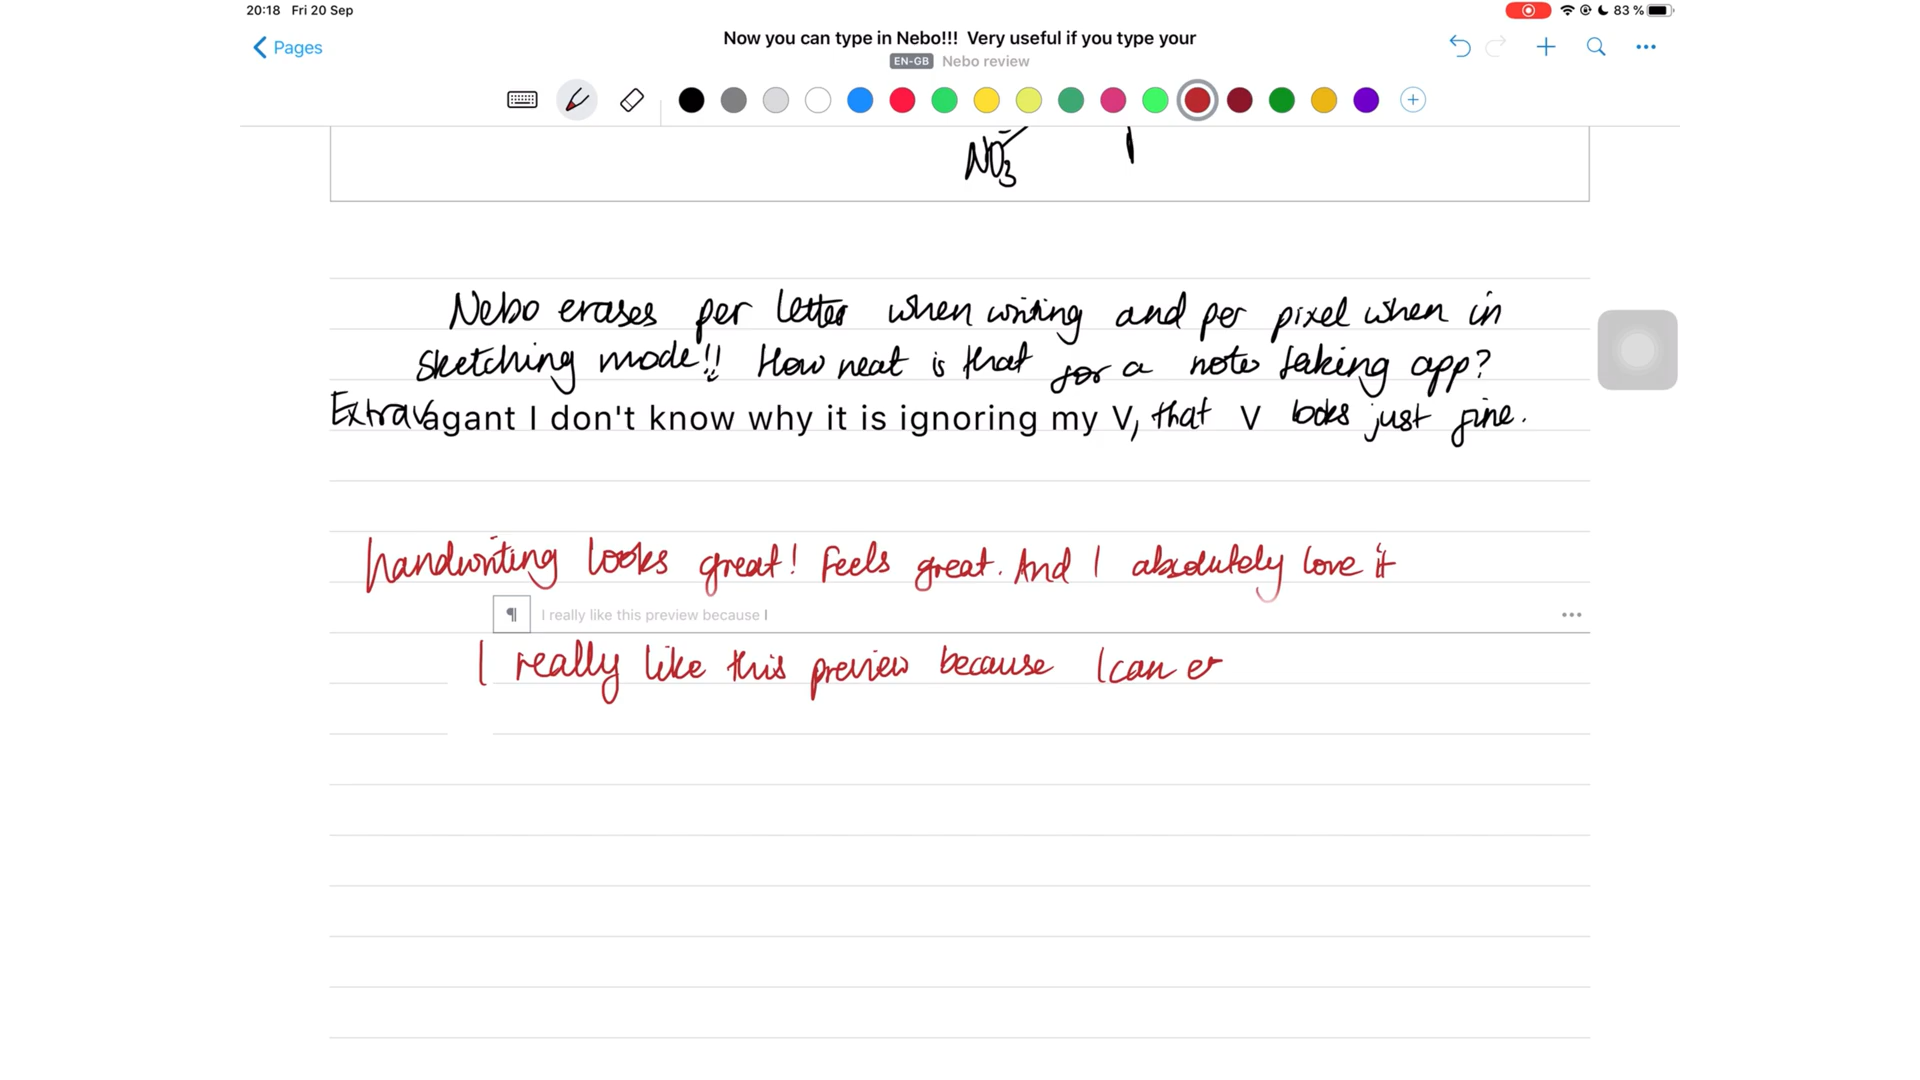 20:18 Fri 20 Sep 83 %
Pages
Now you can type in Nebo!!! Very useful if you type your
EN-GB Nebo review
NO3-
Nebo erases per letter when writing and per pixel when in
sketching mode!! How neat is that for a note taking app?
Extravagant I don't know why it is ignoring my V, that V looks just fine.
handwriting looks great! Feels great. And I absolutely love it
¶ I really like this preview because I
I really like this preview because I can er